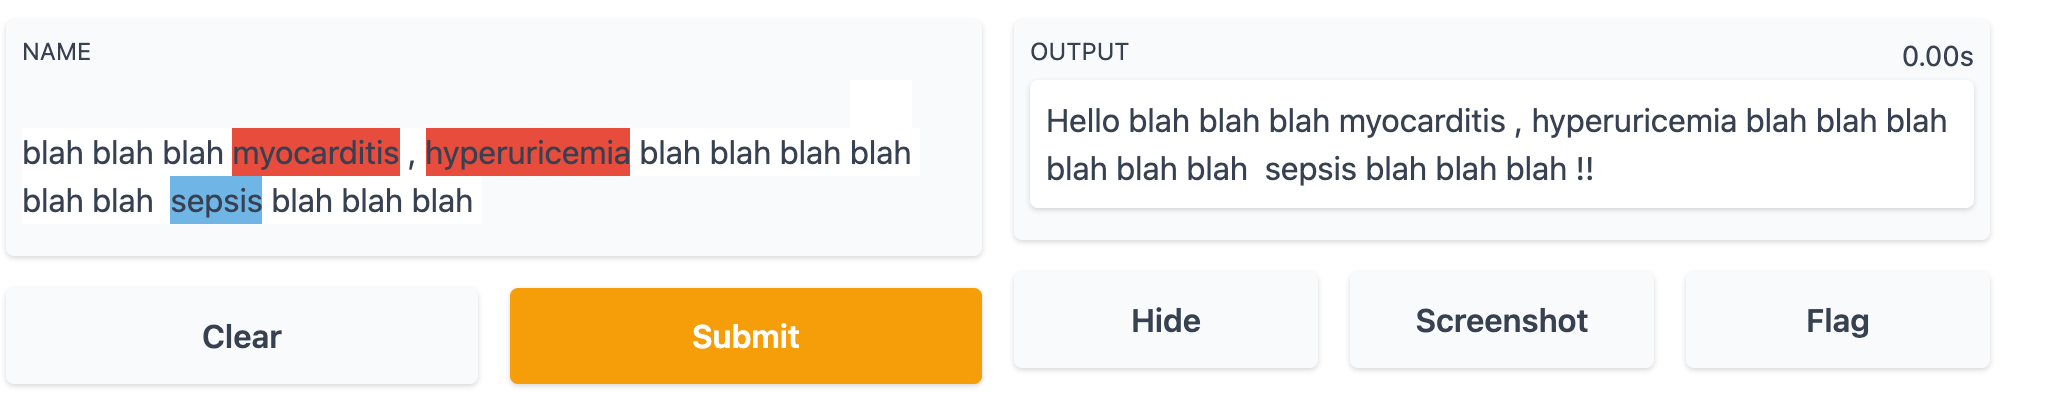 NAME
blah blah blah myocarditis , hyperuricemia blah blah blah blah
blah blah  sepsis blah blah blah
Clear
Submit
OUTPUT
0.00s
Hello blah blah blah myocarditis , hyperuricemia blah blah blah
blah blah blah  sepsis blah blah blah !!
Hide
Screenshot
Flag